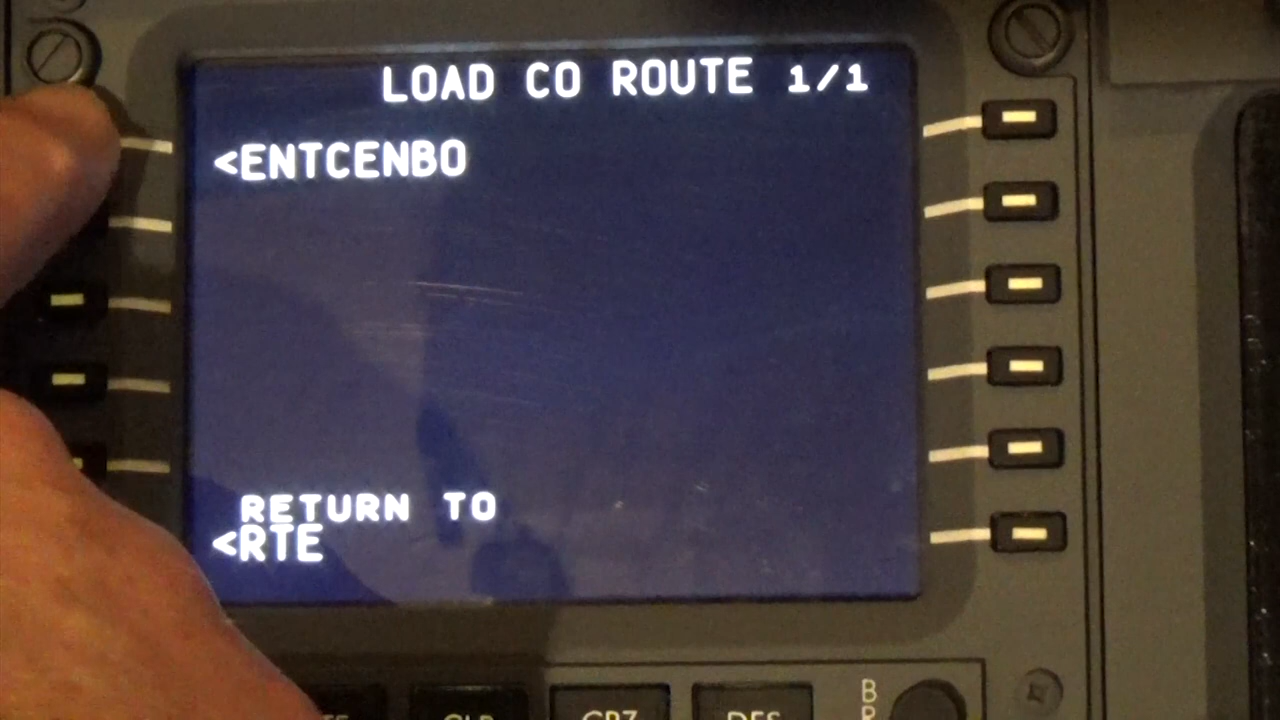 LOAD CO ROUTE 1/1
<ENTCENBO
RETURN TO
<RTE